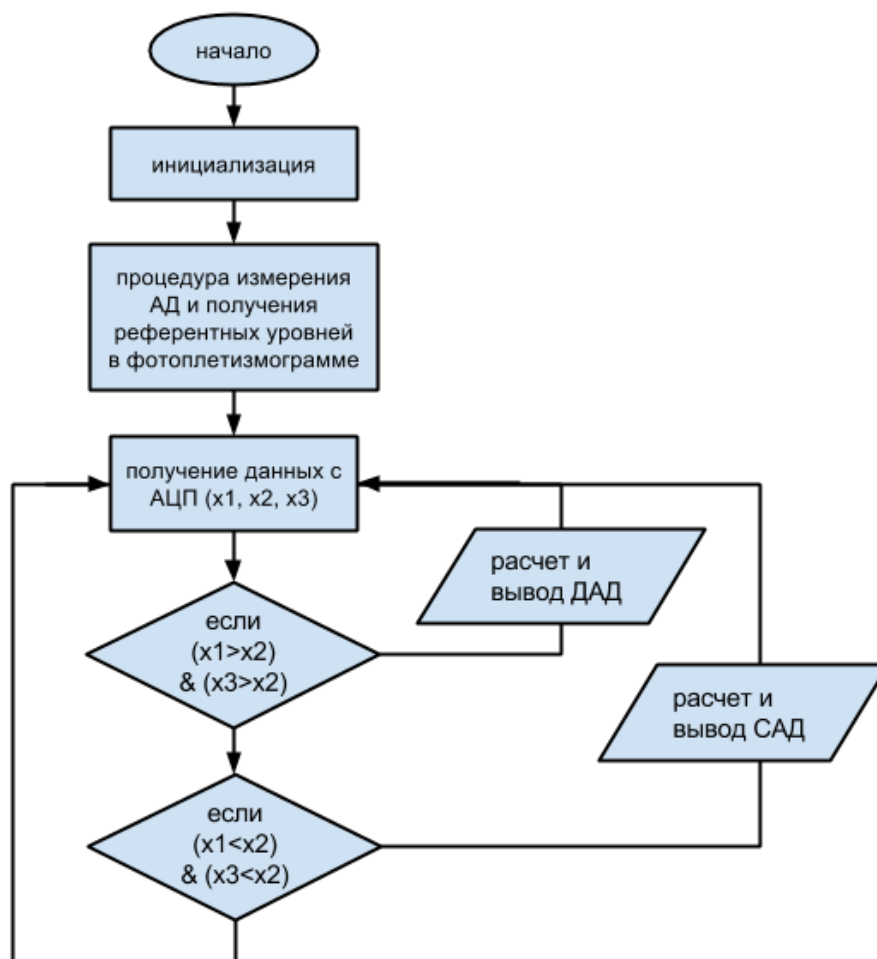 начало
инициализация
процедура измерения
АД и получения
референтных уровней
в фотоплетизмограмме
получение данных с
АЦП (x1, x2, x3)
расчет и
вывод ДАД
если
(x1>x2)
& (x3>x2)
расчет и
вывод САД
если
(x1<x2)
& (x3<x2)